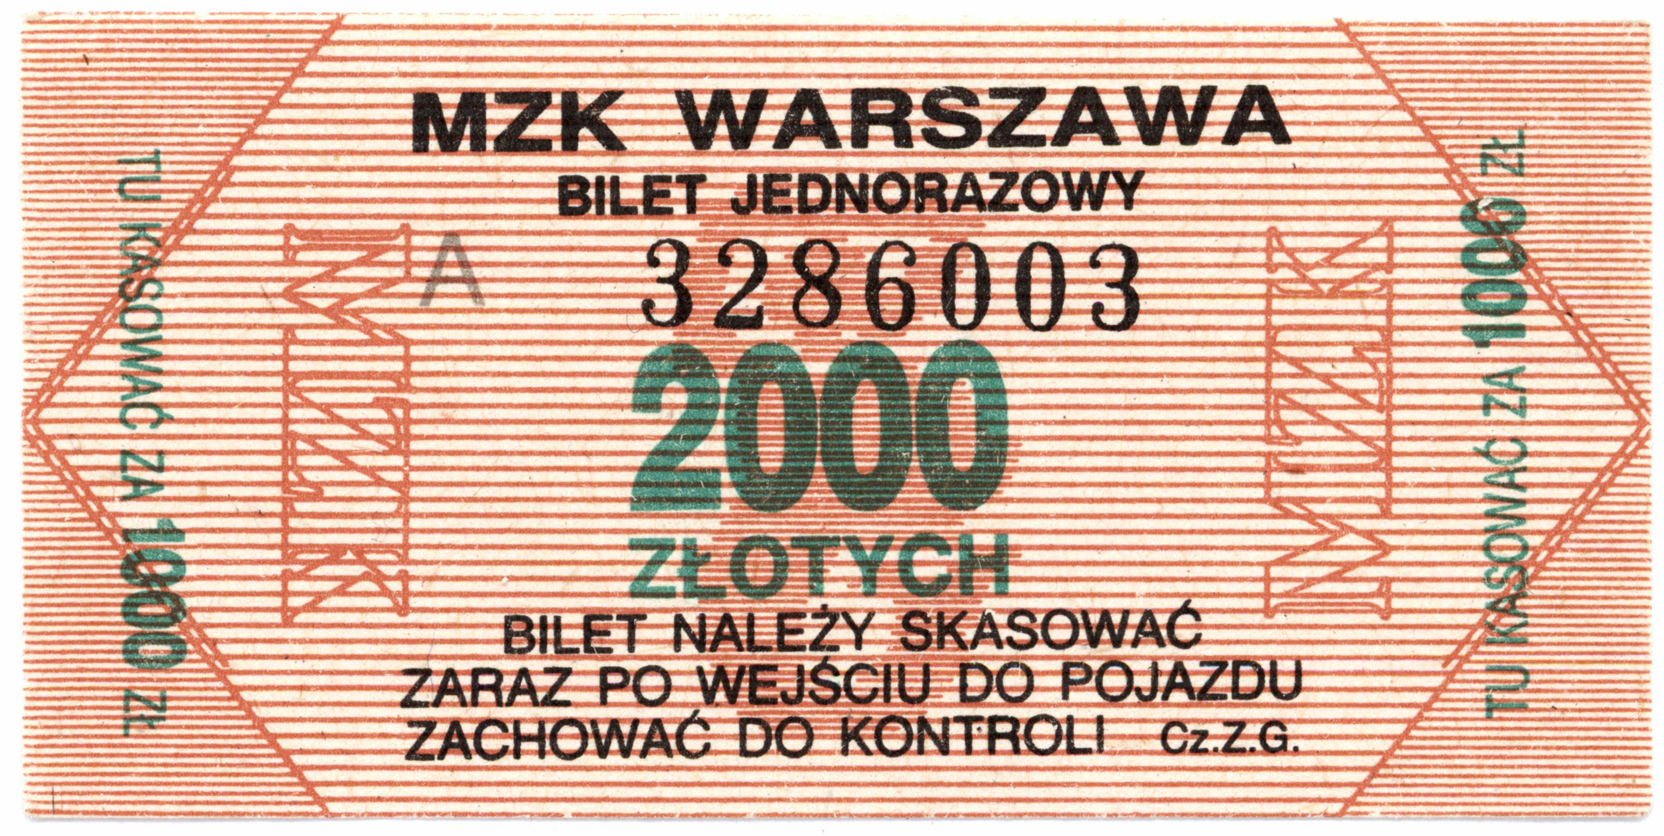 MZK WARSZAWA
BILET JEDNORAZOWY
A 3286003
2000
ZŁOTYCH
BILET NALEŻY SKASOWAĆ
ZARAZ PO WEJŚCIU DO POJAZDU
ZACHOWAĆ DO KONTROLI Cz.Z.G.
TU KASOWAĆ ZA 1000 ZŁ
MZK
MZK
TU KASOWAĆ ZA 1000 ZŁ